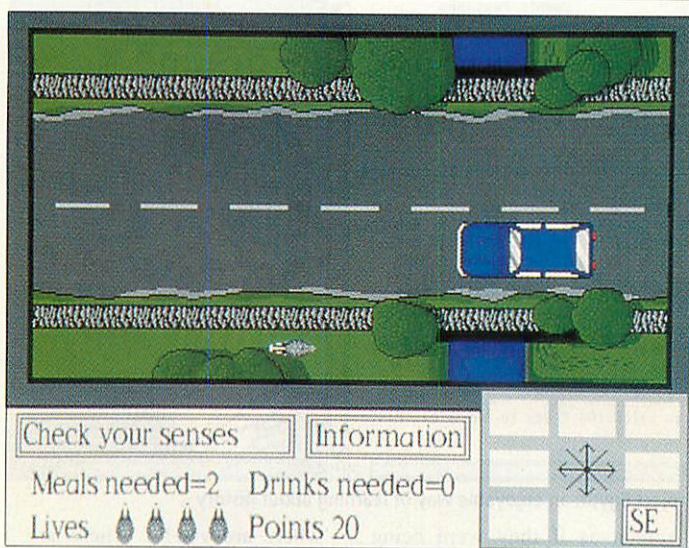 Check your senses
Information
Meals needed=2 Drinks needed=0
Lives Points 20
SE